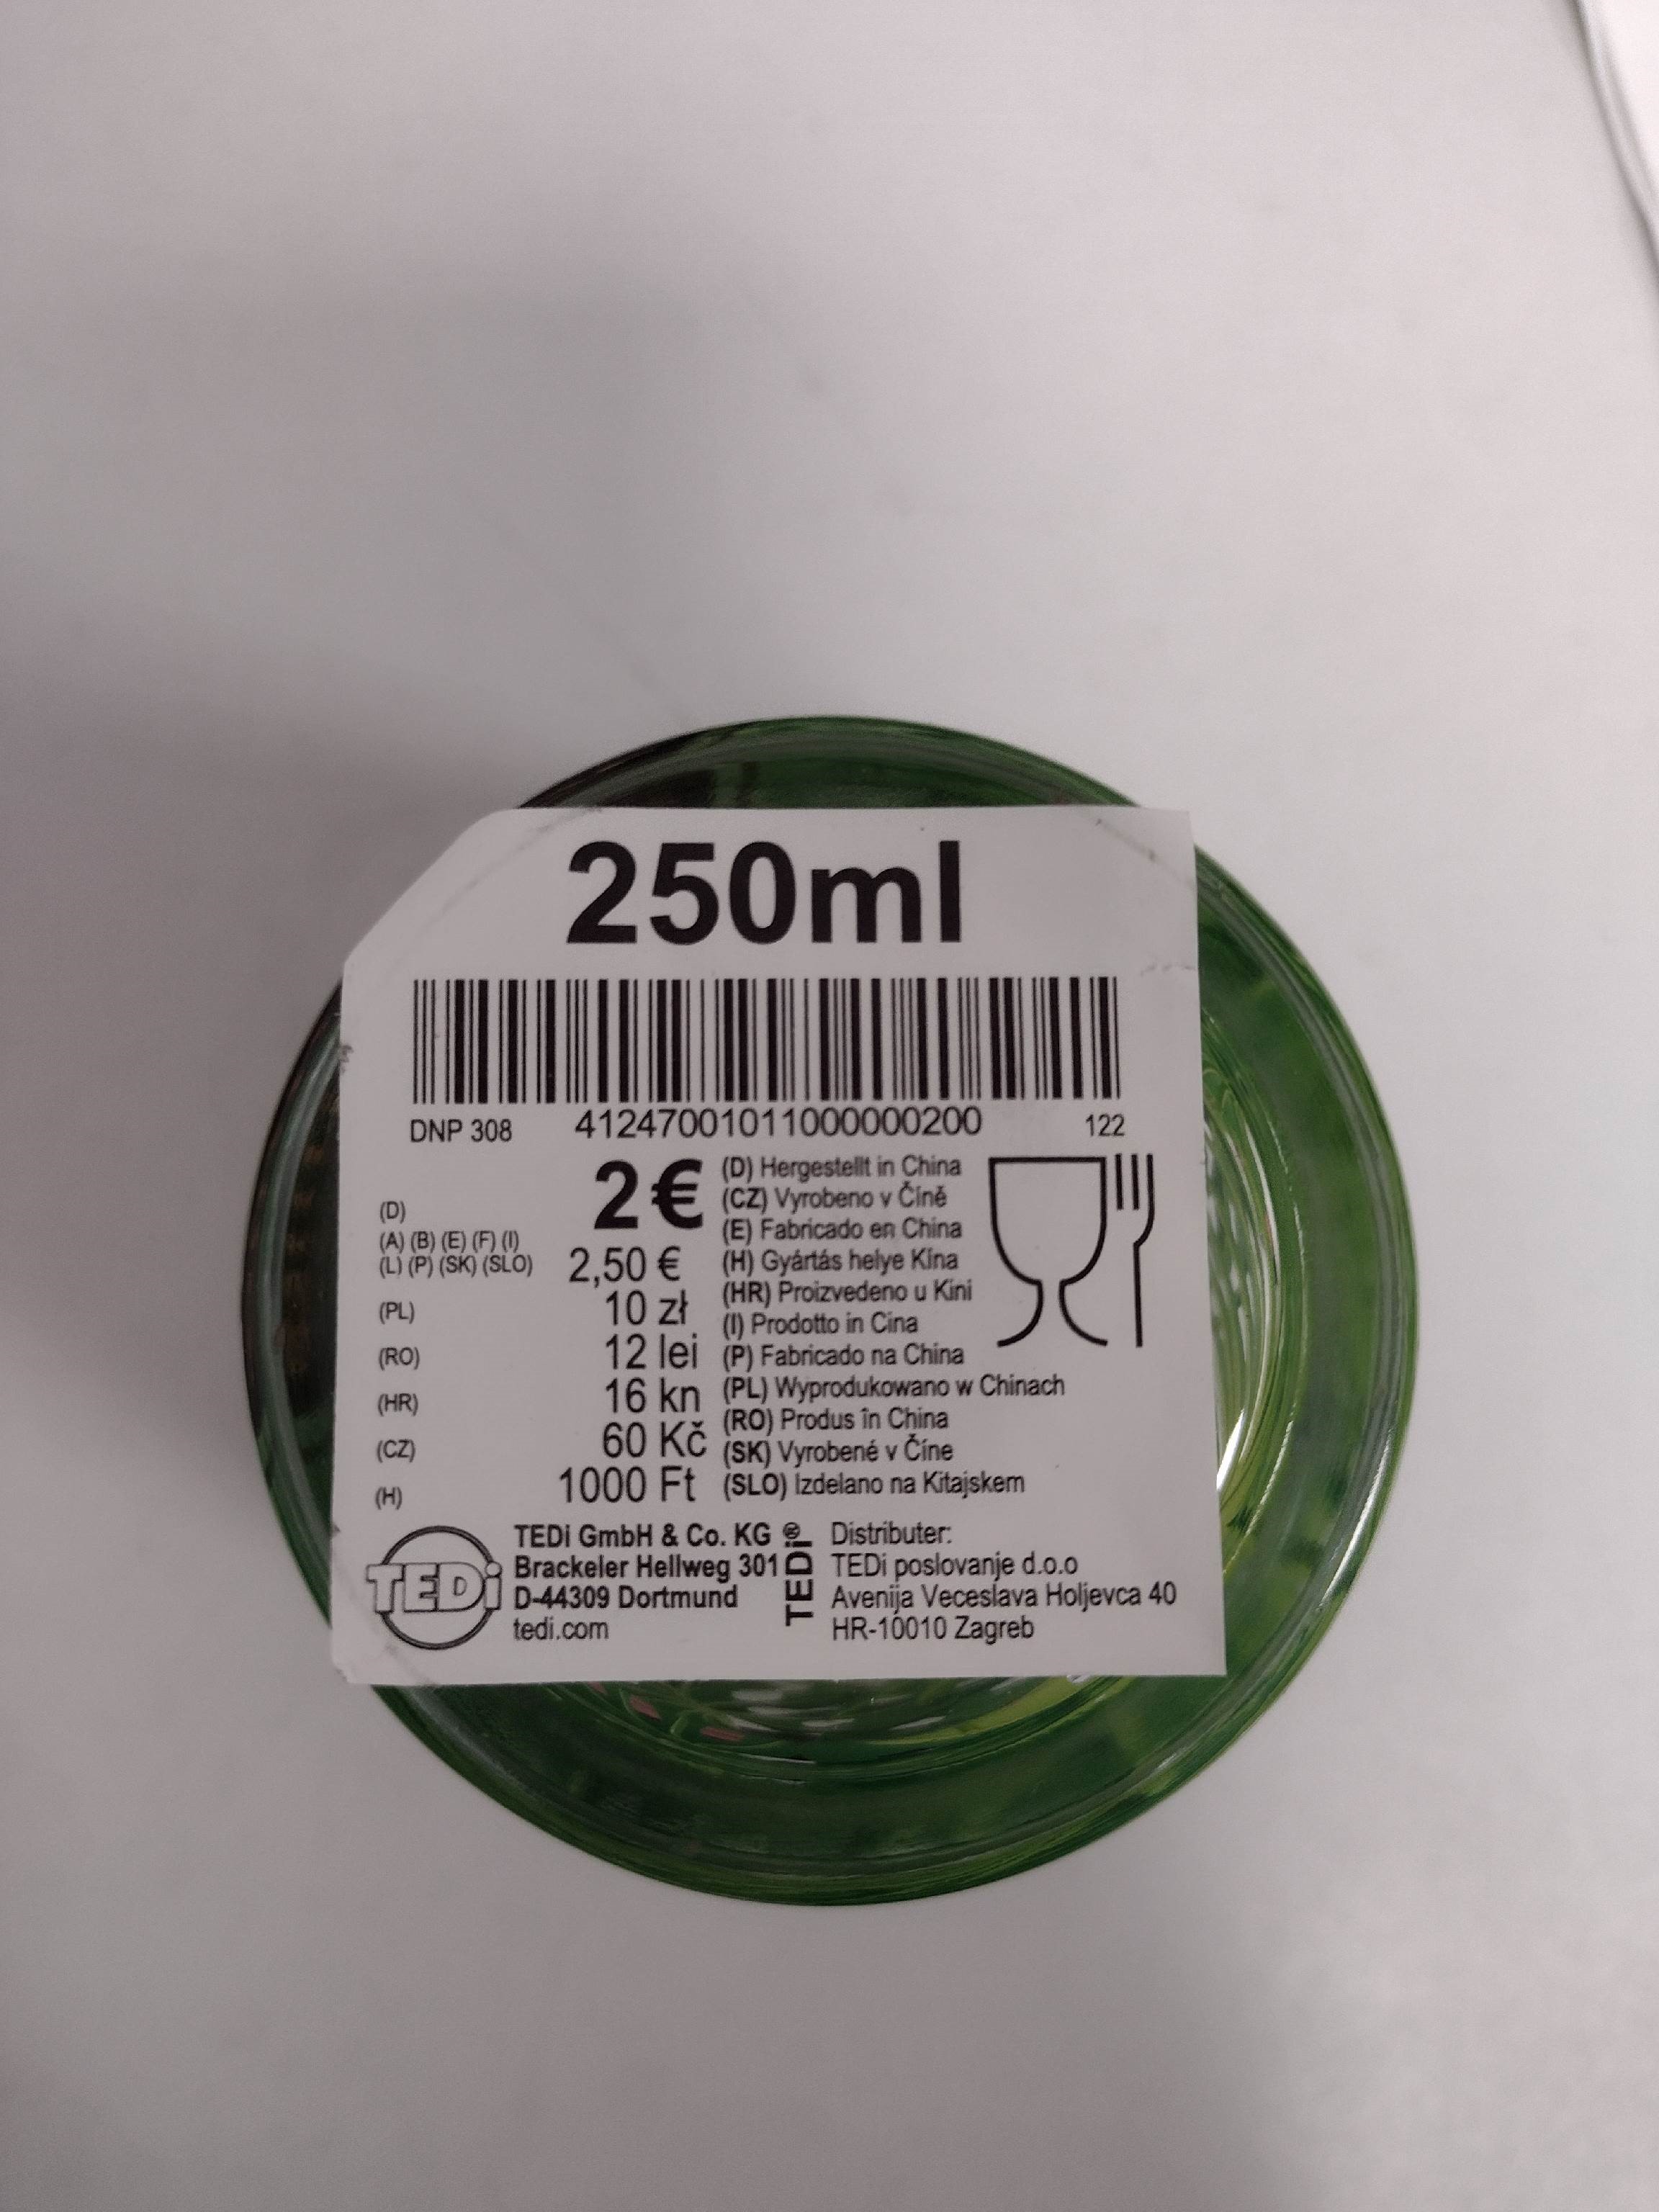 250ml
DNP 308 41247001011000000200 122
(D) 2€
(A) (B) (E) (F) (I)
(L) (P) (SK) (SLO) 2,50 €
(PL) 10 zł
(RO) 12 lei
(HR) 16 kn
(CZ) 60 Kč
(H) 1000 Ft
(D) Hergestellt in China
(CZ) Vyrobeno v Číně
(E) Fabricado en China
(H) Gyártás helye Kína
(HR) Proizvedeno u Kini
(I) Prodotto in Cina
(P) Fabricado na China
(PL) Wyprodukowano w Chinach
(RO) Produs în China
(SK) Vyrobené v Číne
(SLO) Izdelano na Kitajskem
TEDi
TEDi GmbH & Co. KG
Brackeler Hellweg 301
D-44309 Dortmund
tedi.com
TEDi®
Distributer:
TEDi poslovanje d.o.o
Avenija Veceslava Holjevca 40
HR-10010 Zagreb